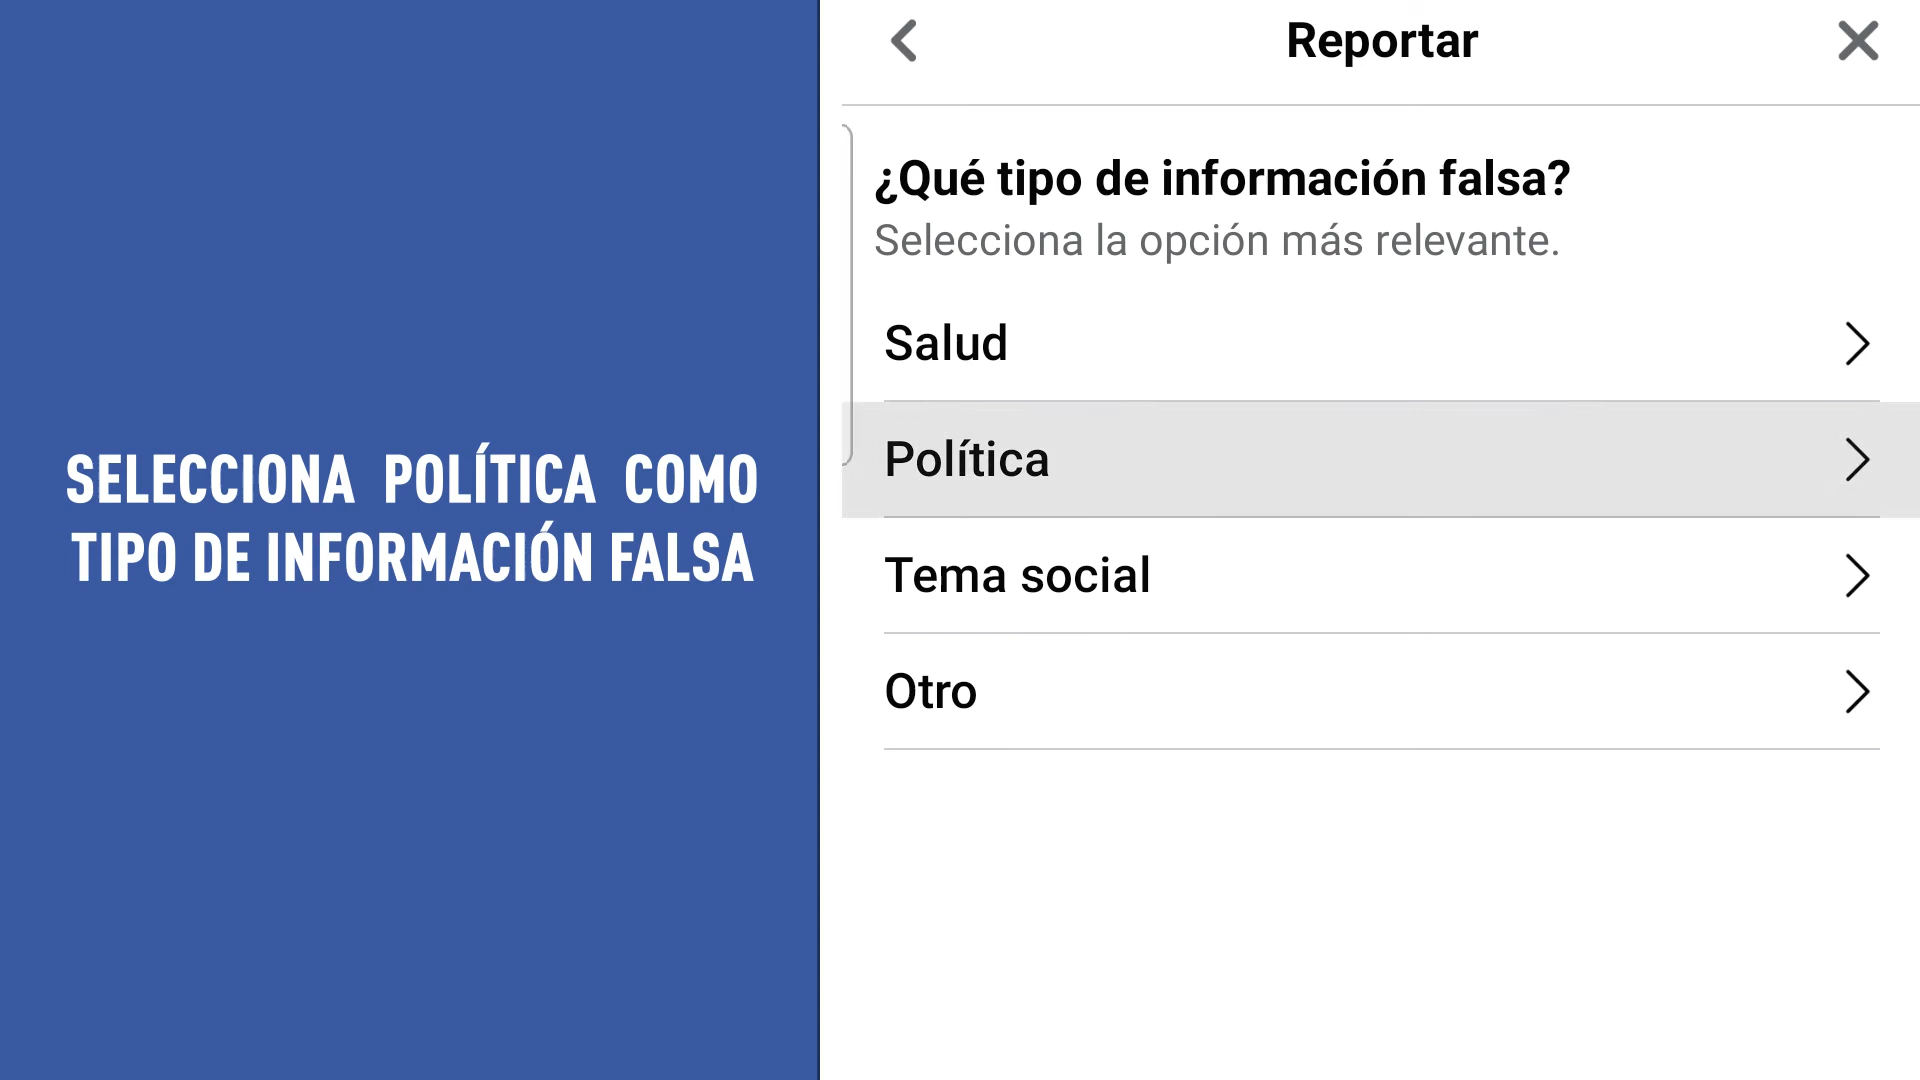 SELECCIONA POLÍTICA COMO
TIPO DE INFORMACIÓN FALSA
Reportar
¿Qué tipo de información falsa?
Selecciona la opción más relevante.
Salud
Política
Tema social
Otro